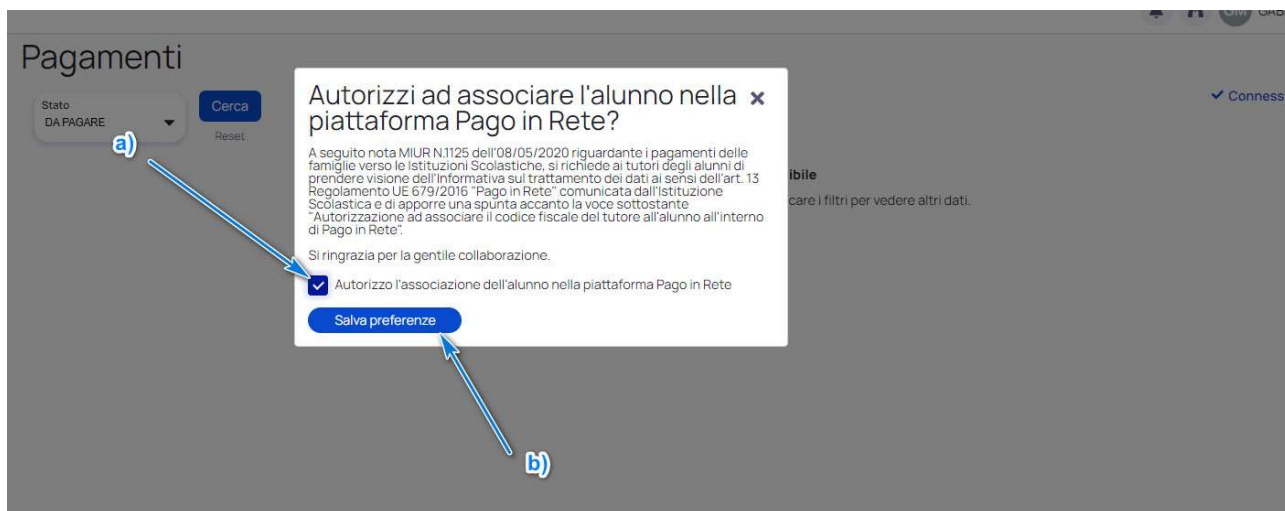 GM
Pagamenti
Stato
DA PAGARE
Cerca
Reset
a)
Autorizzi ad associare l'alunno nella
piattaforma Pago in Rete?
A seguito nota MIUR N.1125 dell'08/05/2020 riguardante i pagamenti delle
famiglie verso le Istituzioni Scolastiche, si richiede ai tutori degli alunni di
prendere visione dell'Informativa sul trattamento dei dati ai sensi dell'art. 13
Regolamento UE 679/2016 "Pago in Rete" comunicata dall'Istituzione
Scolastica e di apporre una spunta accanto la voce sottostante
"Autorizzazione ad associare il codice fiscale del tutore all'alunno all'interno
di Pago in Rete".
Si ringrazia per la gentile collaborazione.
Autorizzo l'associazione dell'alunno nella piattaforma Pago in Rete
Salva preferenze
b)
Conness
ibile
care i filtri per vedere altri dati.